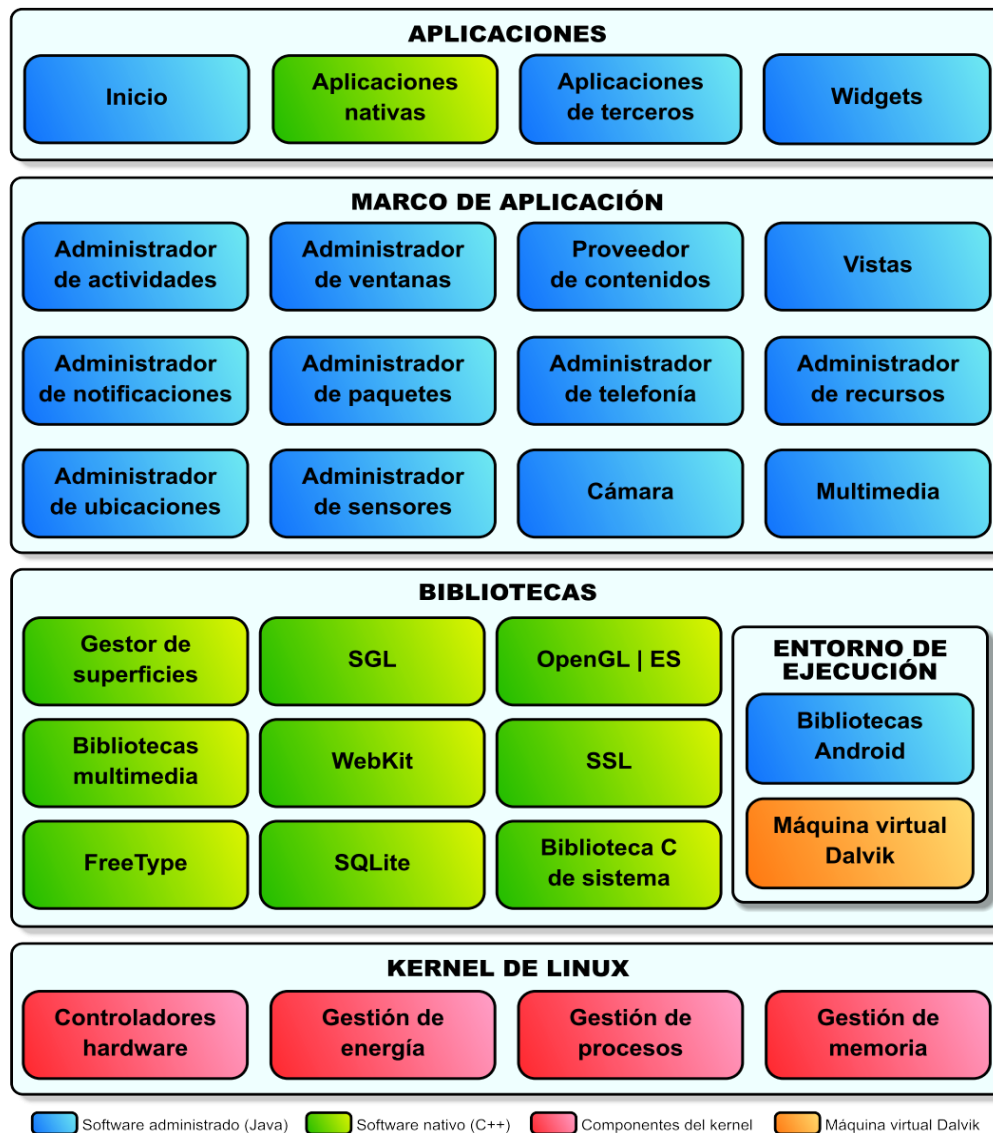 APLICACIONES
Inicio
Aplicaciones
nativas
Aplicaciones
de terceros
Widgets
MARCO DE APLICACIÓN
Administrador
de actividades
Administrador
de ventanas
Proveedor
de contenidos
Vistas
Administrador
de notificaciones
Administrador
de paquetes
Administrador
de telefonía
Administrador
de recursos
Administrador
de ubicaciones
Administrador
de sensores
Cámara
Multimedia
BIBLIOTECAS
Gestor de
superficies
SGL
OpenGL | ES
Bibliotecas
multimedia
WebKit
SSL
FreeType
SQLite
Biblioteca C
de sistema
ENTORNO DE
EJECUCIÓN
Bibliotecas
Android
Máquina virtual
Dalvik
KERNEL DE LINUX
Controladores
hardware
Gestión de
energía
Gestión de
procesos
Gestión de
memoria
Software administrado (Java)
Software nativo (C++)
Componentes del kernel
Máquina virtual Dalvik